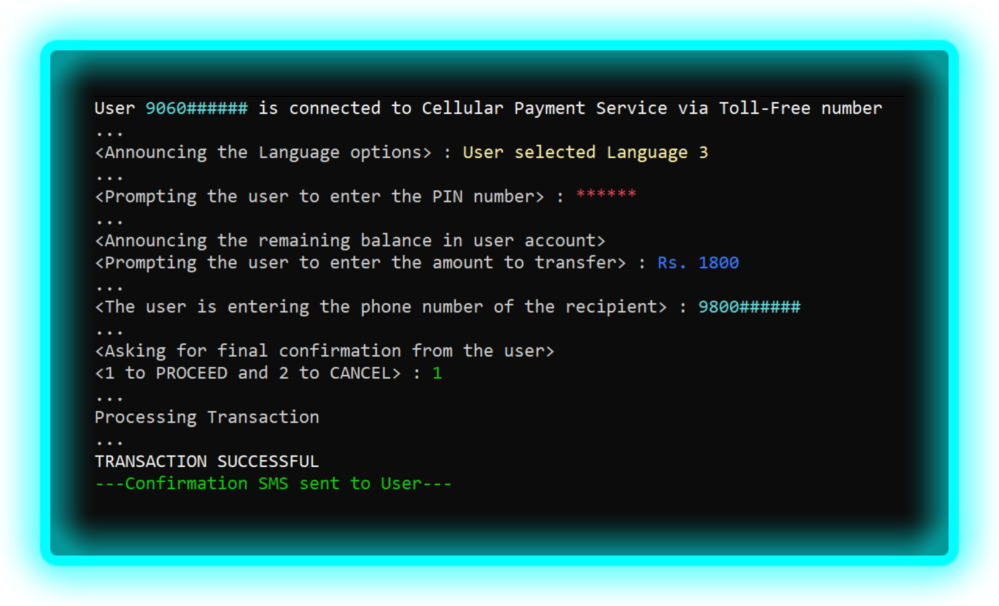 User 9060###### is connected to Cellular Payment Service via Toll-Free number
...
<Announcing the Language options> : User selected Language 3
...
<Prompting the user to enter the PIN number> : ******
...
<Announcing the remaining balance in user account>
<Prompting the user to enter the amount to transfer> : Rs. 1800
...
<The user is entering the phone number of the recipient> : 9800######
...
<Asking for final confirmation from the user>
<1 to PROCEED and 2 to CANCEL> : 1
...
Processing Transaction
...
TRANSACTION SUCCESSFUL
---Confirmation SMS sent to User---